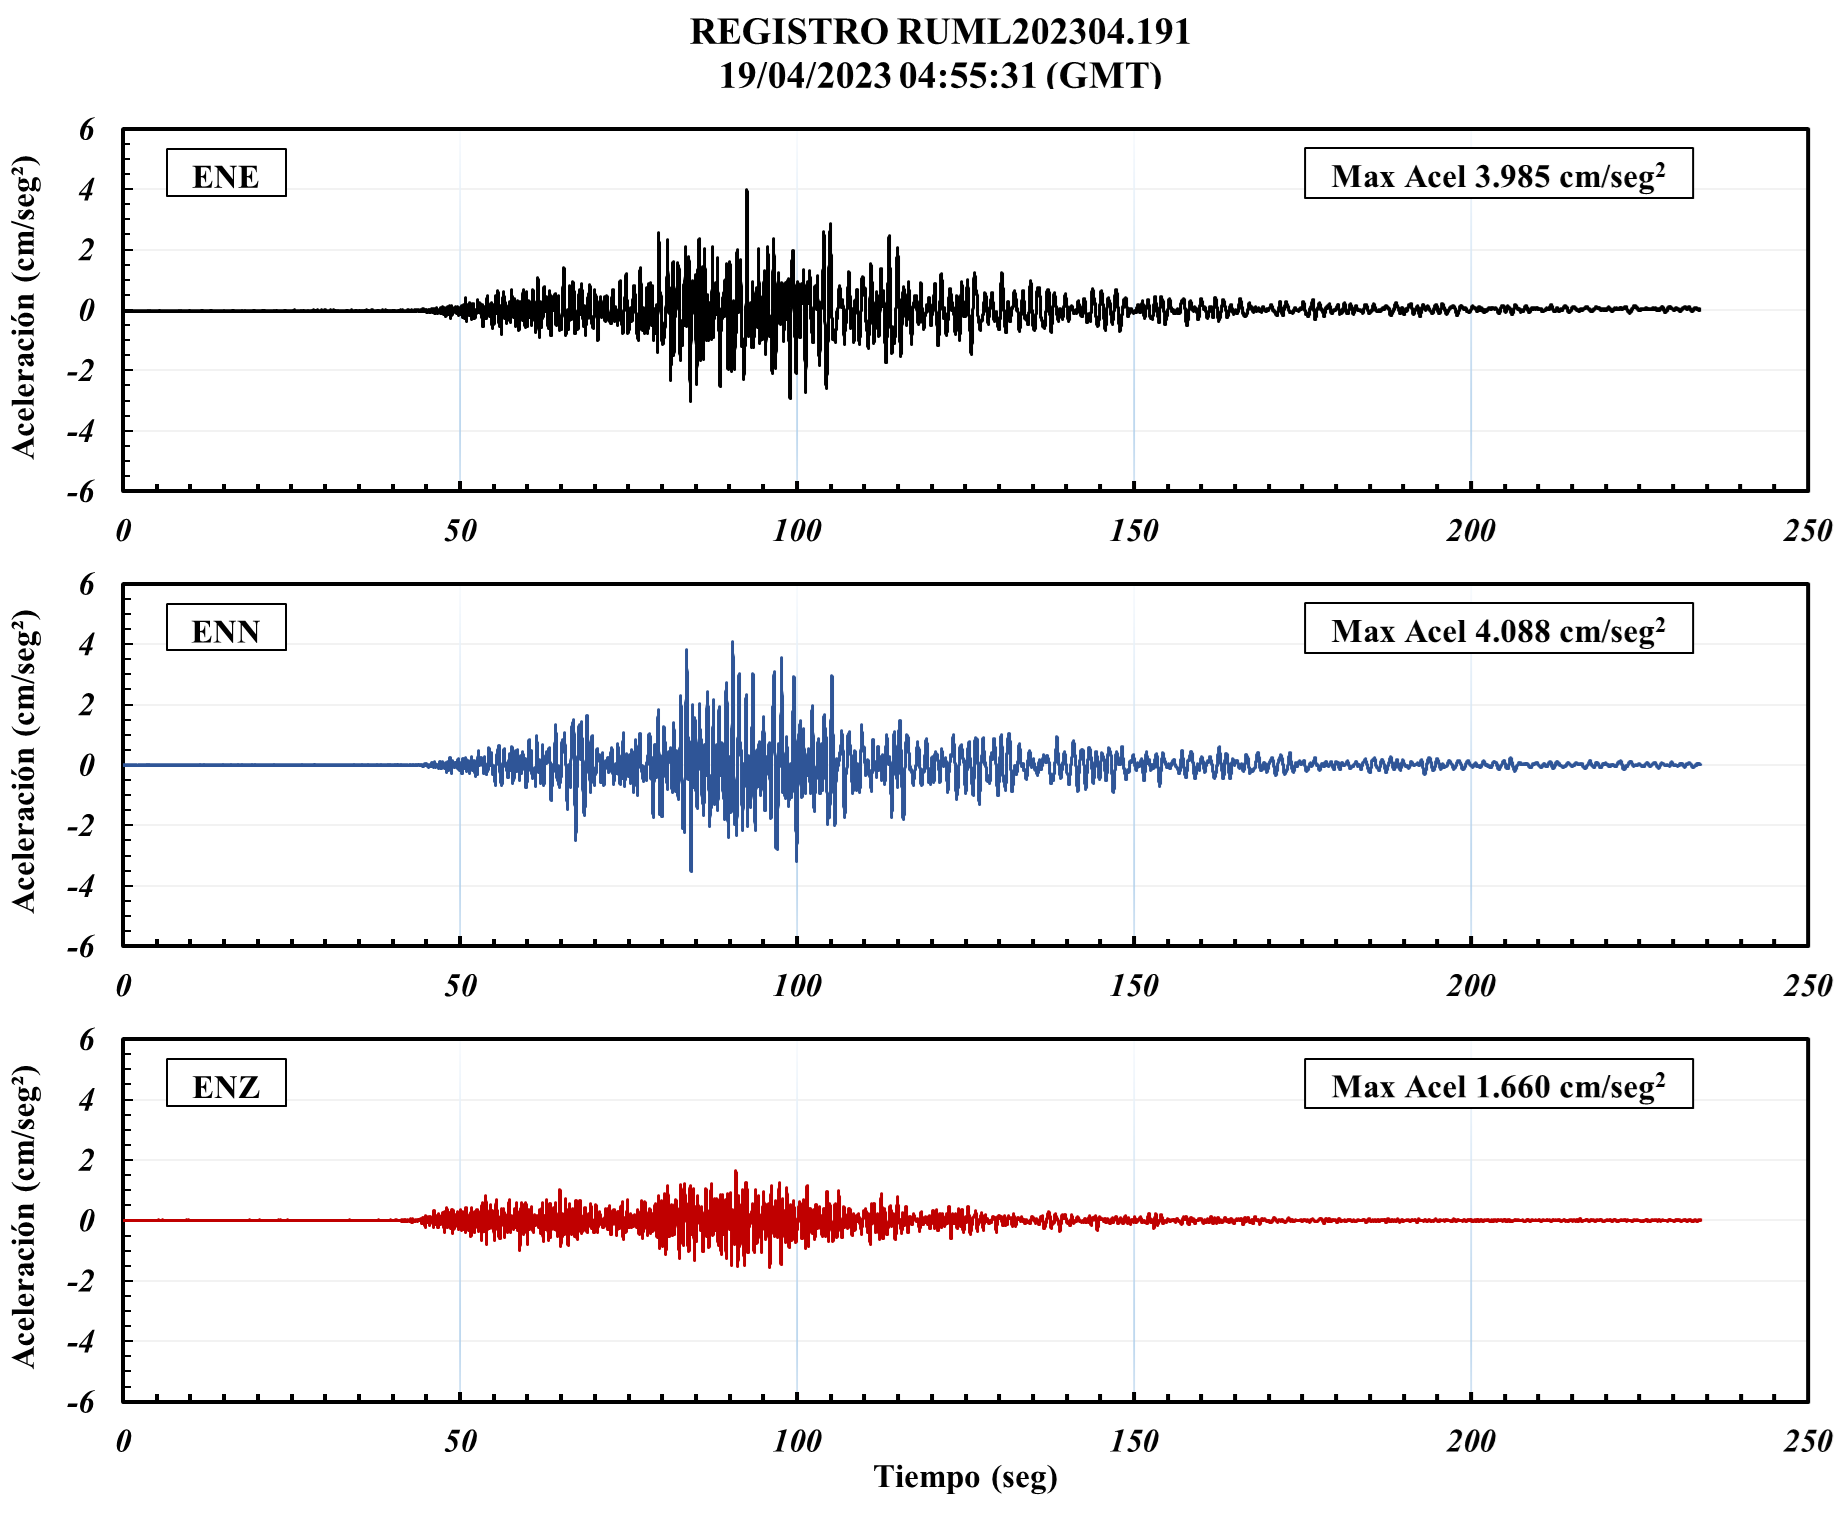 REGISTRO RUML202304.191
19/04/2023 04:55:31 (GMT)
ENE
Max Acel 3.985 cm/seg²
Aceleración (cm/seg²)
6
4
2
0
-2
-4
-6
0 50 100 150 200 250
ENN
Max Acel 4.088 cm/seg²
Aceleración (cm/seg²)
6
4
2
0
-2
-4
-6
0 50 100 150 200 250
ENZ
Max Acel 1.660 cm/seg²
Aceleración (cm/seg²)
6
4
2
0
-2
-4
-6
0 50 100 150 200 250
Tiempo (seg)